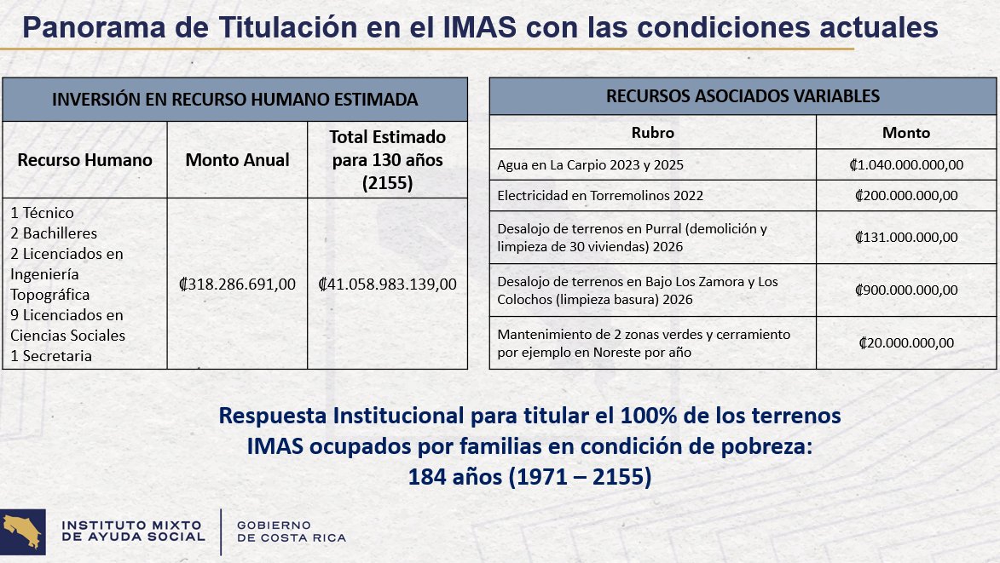 Panorama de Titulación en el IMAS con las condiciones actuales
INVERSIÓN EN RECURSO HUMANO ESTIMADA
Recurso Humano
Monto Anual
Total Estimado
para 130 años
(2155)
1 Técnico
2 Bachilleres
2 Licenciados en
Ingeniería
Topográfica
9 Licenciados en
Ciencias Sociales
1 Secretaria
₡318.286.691,00
₡41.058.983.139,00
RECURSOS ASOCIADOS VARIABLES
Rubro
Monto
Agua en La Carpio 2023 y 2025
₡1.040.000.000,00
Electricidad en Torremolinos 2022
₡200.000.000,00
Desalojo de terrenos en Purral (demolición y
limpieza de 30 viviendas) 2026
₡131.000.000,00
Desalojo de terrenos en Bajo Los Zamora y Los
Colochos (limpieza basura) 2026
₡900.000.000,00
Mantenimiento de 2 zonas verdes y cerramiento
por ejemplo en Noreste por año
₡20.000.000,00
Respuesta Institucional para titular el 100% de los terrenos
IMAS ocupados por familias en condición de pobreza:
184 años (1971 – 2155)
INSTITUTO MIXTO
DE AYUDA SOCIAL
GOBIERNO
DE COSTA RICA